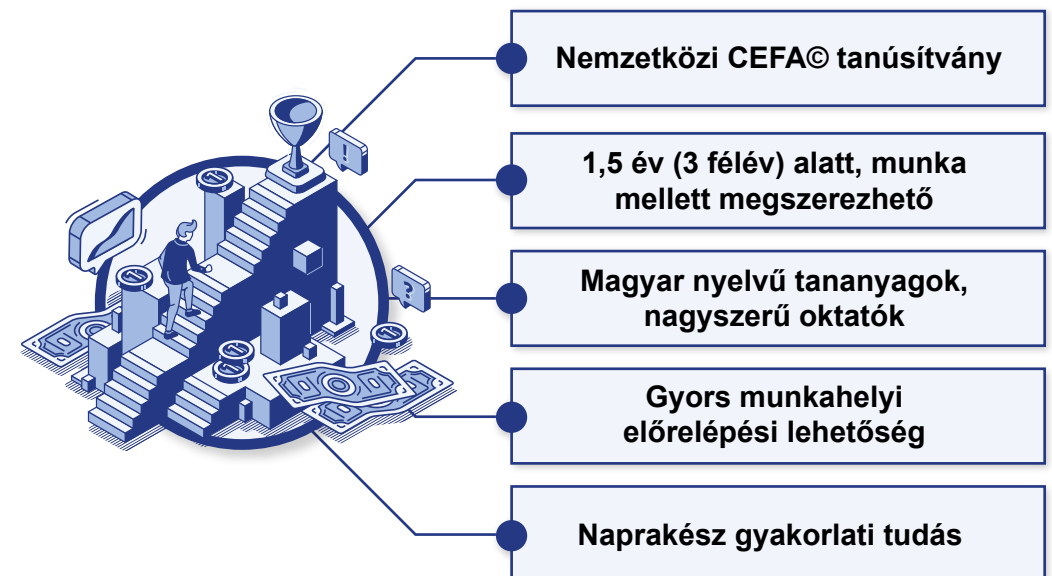 Nemzetközi CEFA© tanúsítvány
1,5 év (3 félév) alatt, munka
mellett megszerezhető
Magyar nyelvű tananyagok,
nagyszerű oktatók
Gyors munkahelyi
előrelépési lehetőség
Naprakész gyakorlati tudás
!
?